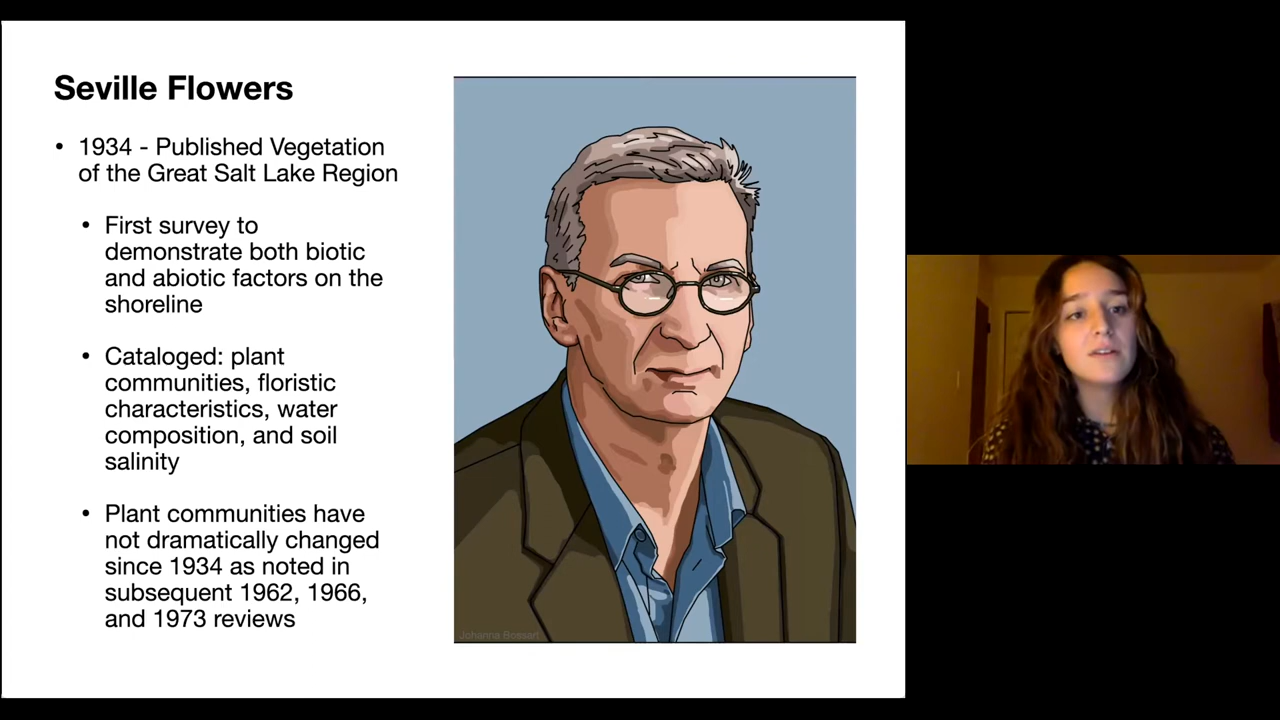 Seville Flowers
• 1934 - Published Vegetation
of the Great Salt Lake Region
• First survey to
demonstrate both biotic
and abiotic factors on the
shoreline
• Cataloged: plant
communities, floristic
characteristics, water
composition, and soil
salinity
• Plant communities have
not dramatically changed
since 1934 as noted in
subsequent 1962, 1966,
and 1973 reviews
Johanna Bossart